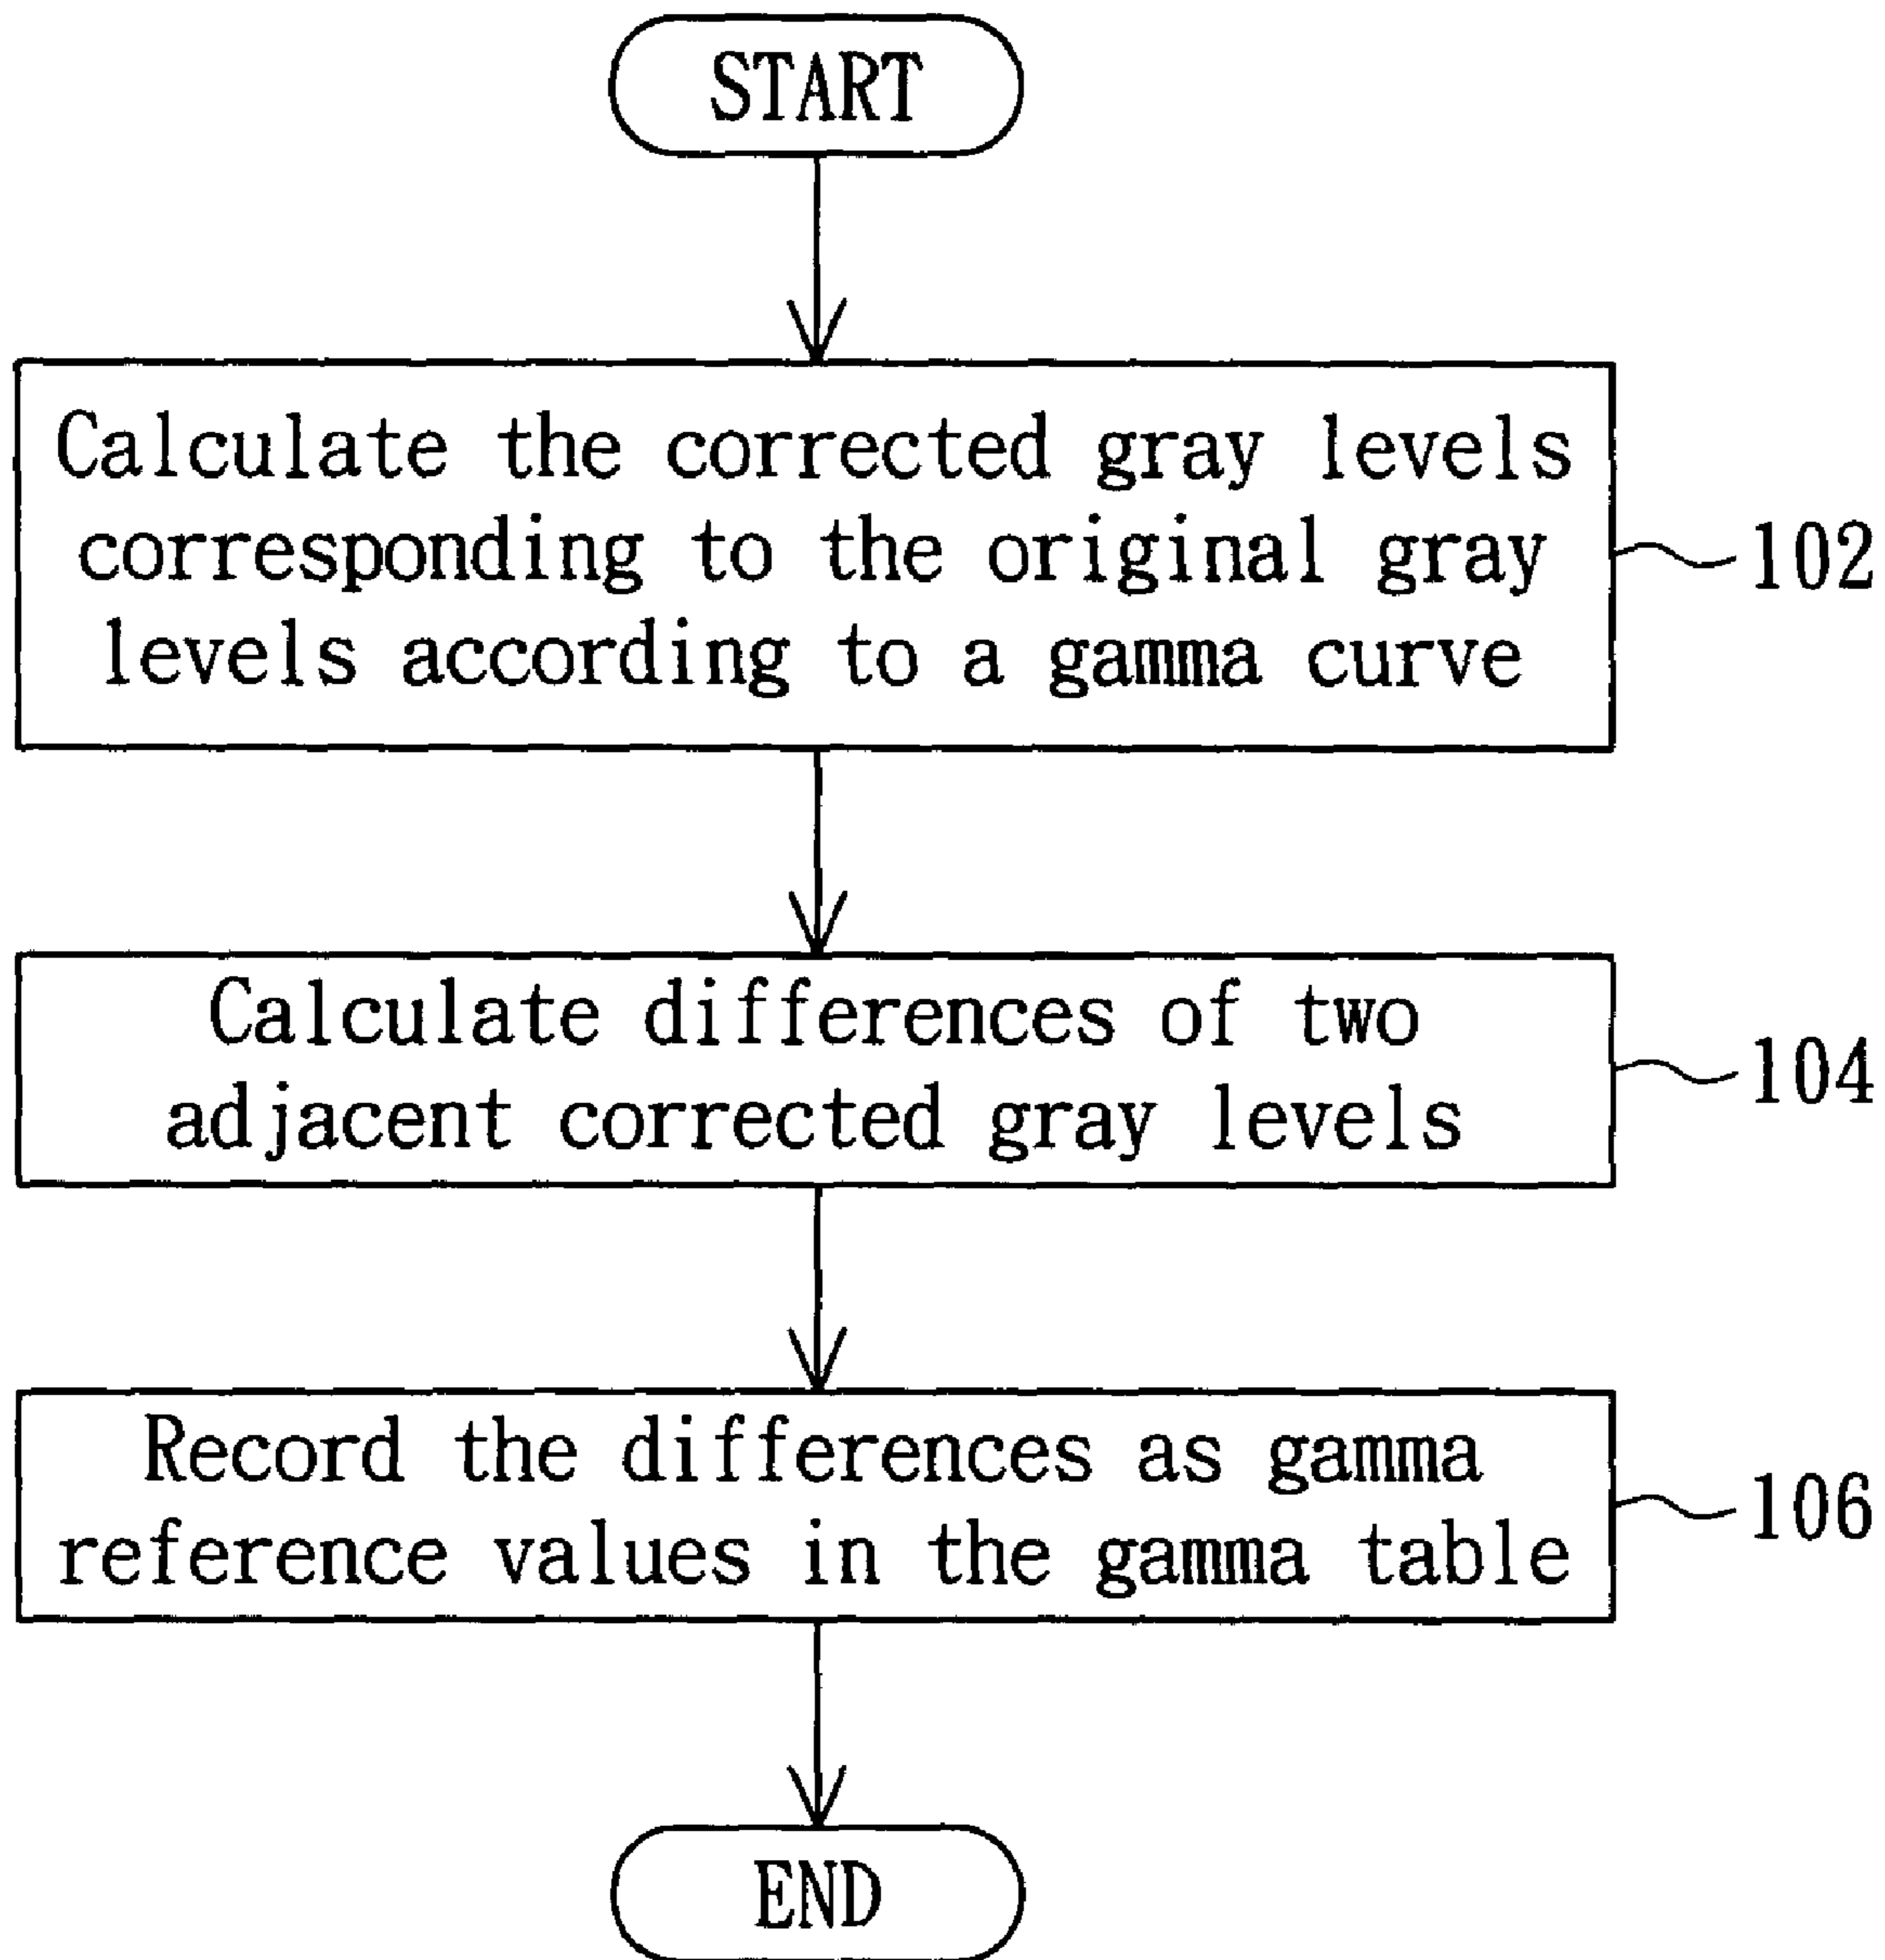 START
Calculate the corrected gray levels
corresponding to the original gray
levels according to a gamma curve
102
Calculate differences of two
adjacent corrected gray levels
104
Record the differences as gamma
reference values in the gamma table
106
END